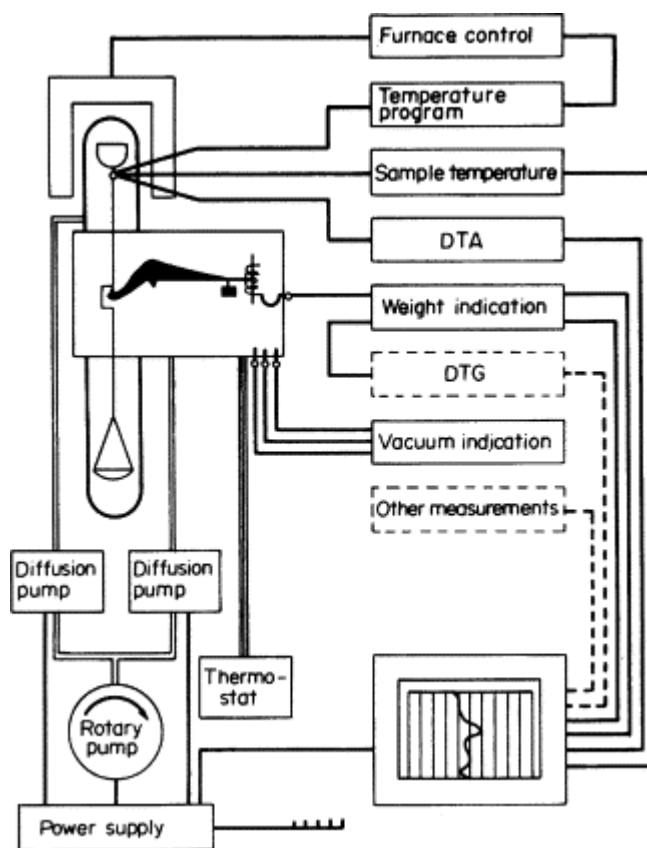 Furnace control
Temperature
program
Sample temperature
DTA
Weight indication
DTG
Vacuum indication
Other measurements
Diffusion
pump
Diffusion
pump
Thermo-
stat
Rotary
pump
Power supply